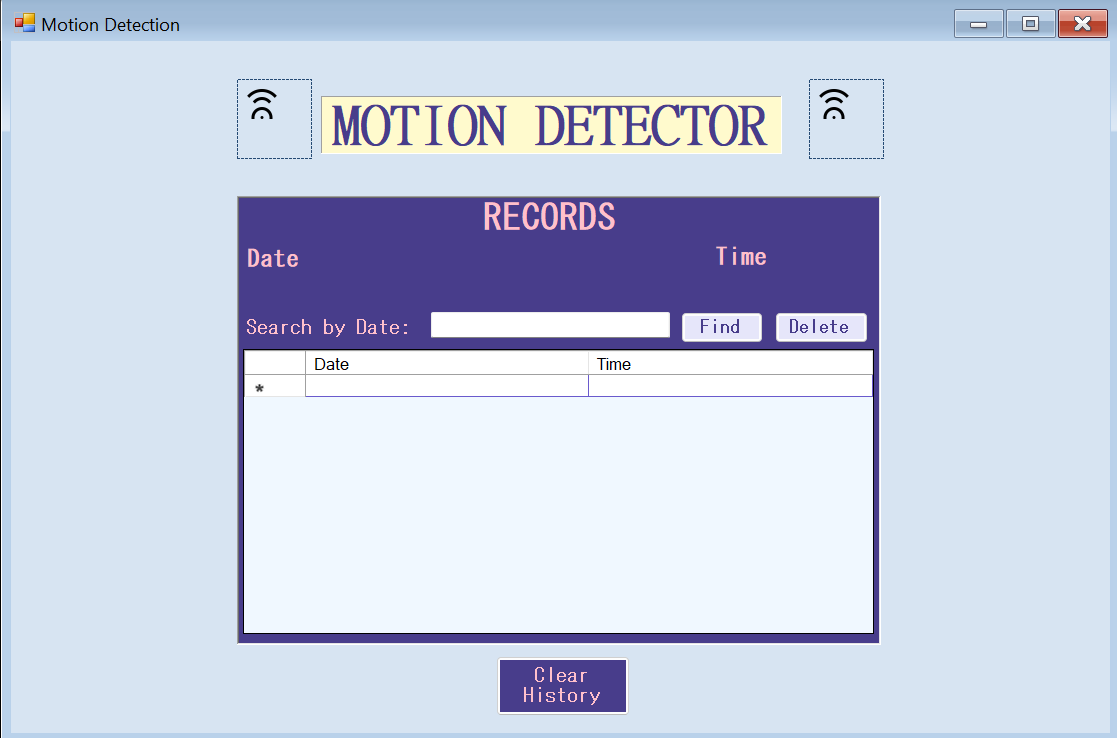 Motion Detection
MOTION DETECTOR
RECORDS
Date Time
Search by Date: Find Delete
Date Time
*
Clear
History